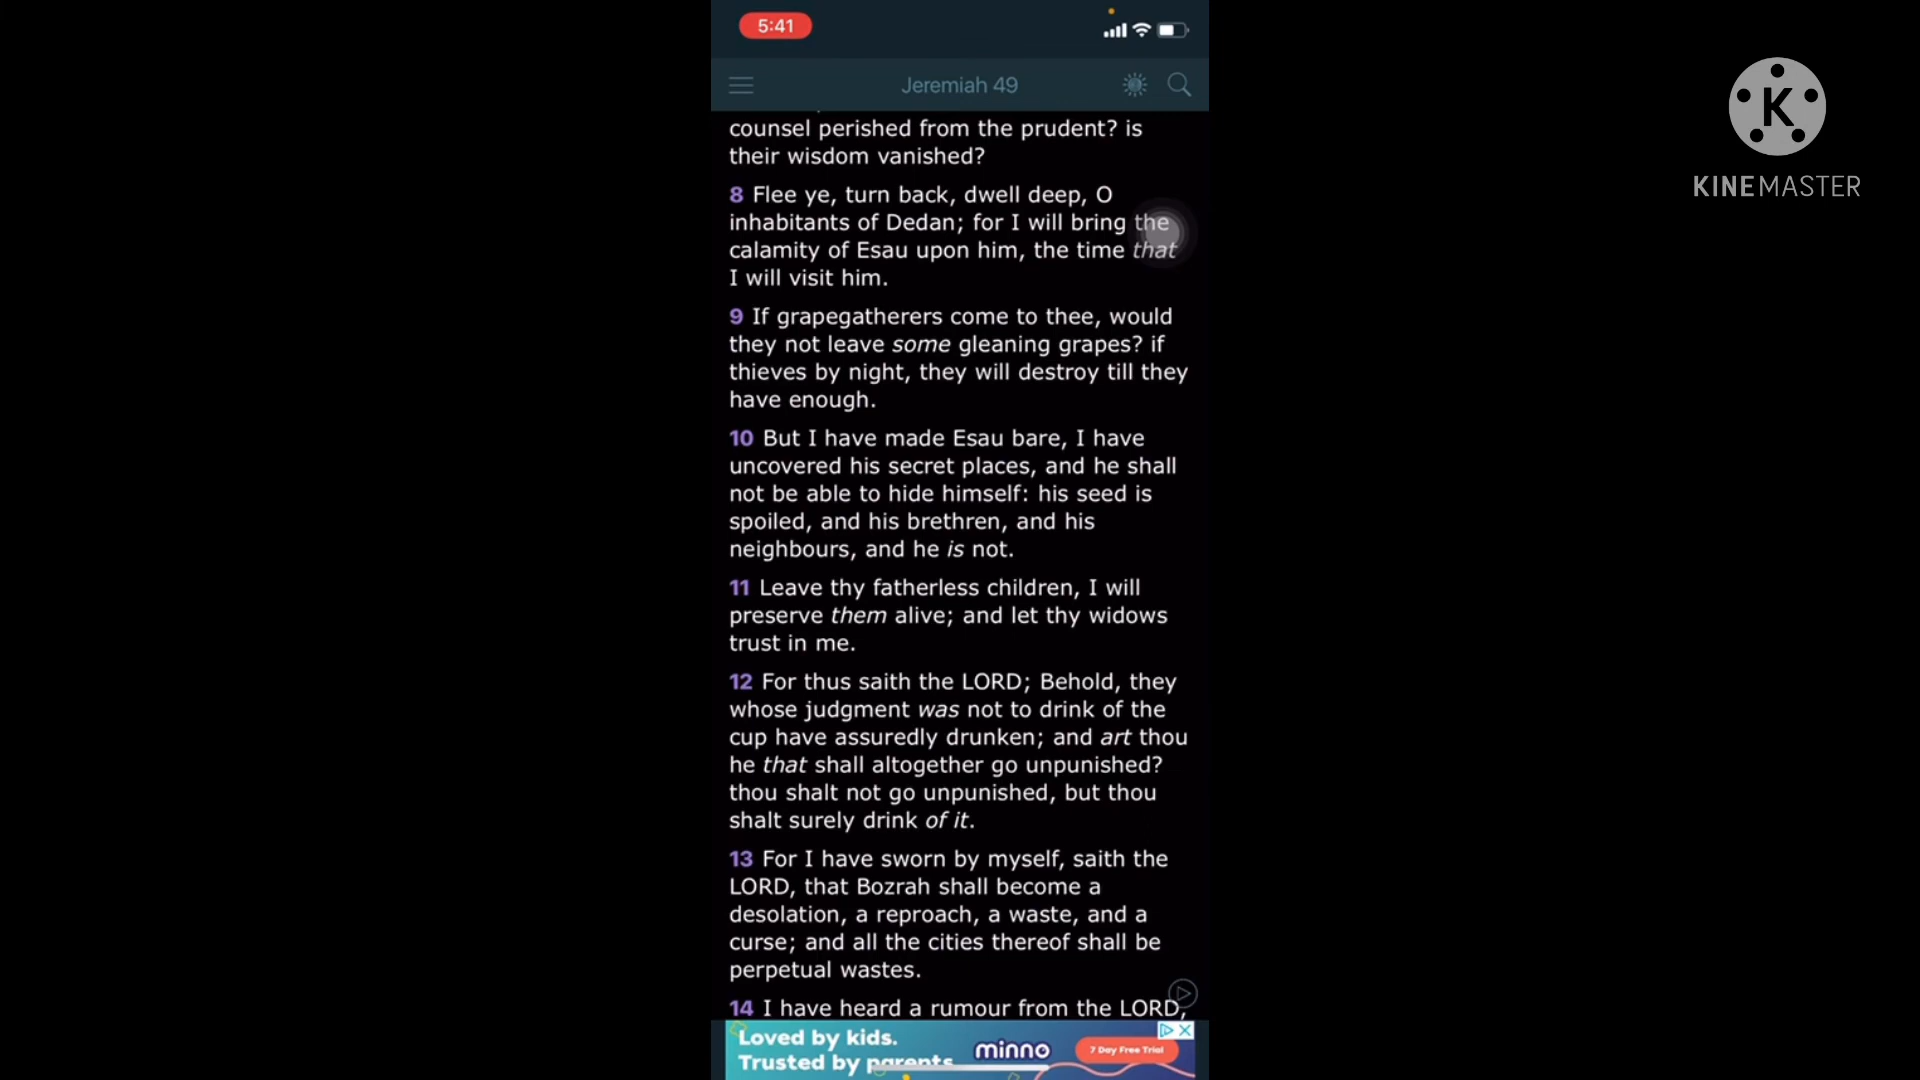 5:41
Jeremiah 49
K
KINEMASTER
counsel perished from the prudent? is
their wisdom vanished?
8 Flee ye, turn back, dwell deep, O
inhabitants of Dedan; for I will bring the
calamity of Esau upon him, the time that
I will visit him.
9 If grapegatherers come to thee, would
they not leave some gleaning grapes? if
thieves by night, they will destroy till they
have enough.
10 But I have made Esau bare, I have
uncovered his secret places, and he shall
not be able to hide himself: his seed is
spoiled, and his brethren, and his
neighbours, and he is not.
11 Leave thy fatherless children, I will
preserve them alive; and let thy widows
trust in me.
12 For thus saith the LORD; Behold, they
whose judgment was not to drink of the
cup have assuredly drunken; and art thou
he that shall altogether go unpunished?
thou shalt not go unpunished, but thou
shalt surely drink of it.
13 For I have sworn by myself, saith the
LORD, that Bozrah shall become a
desolation, a reproach, a waste, and a
curse; and all the cities thereof shall be
perpetual wastes.
14 I have heard a rumour from the LORD,
Loved by kids.
Trusted by parents.
minno
7 Day Free Trial